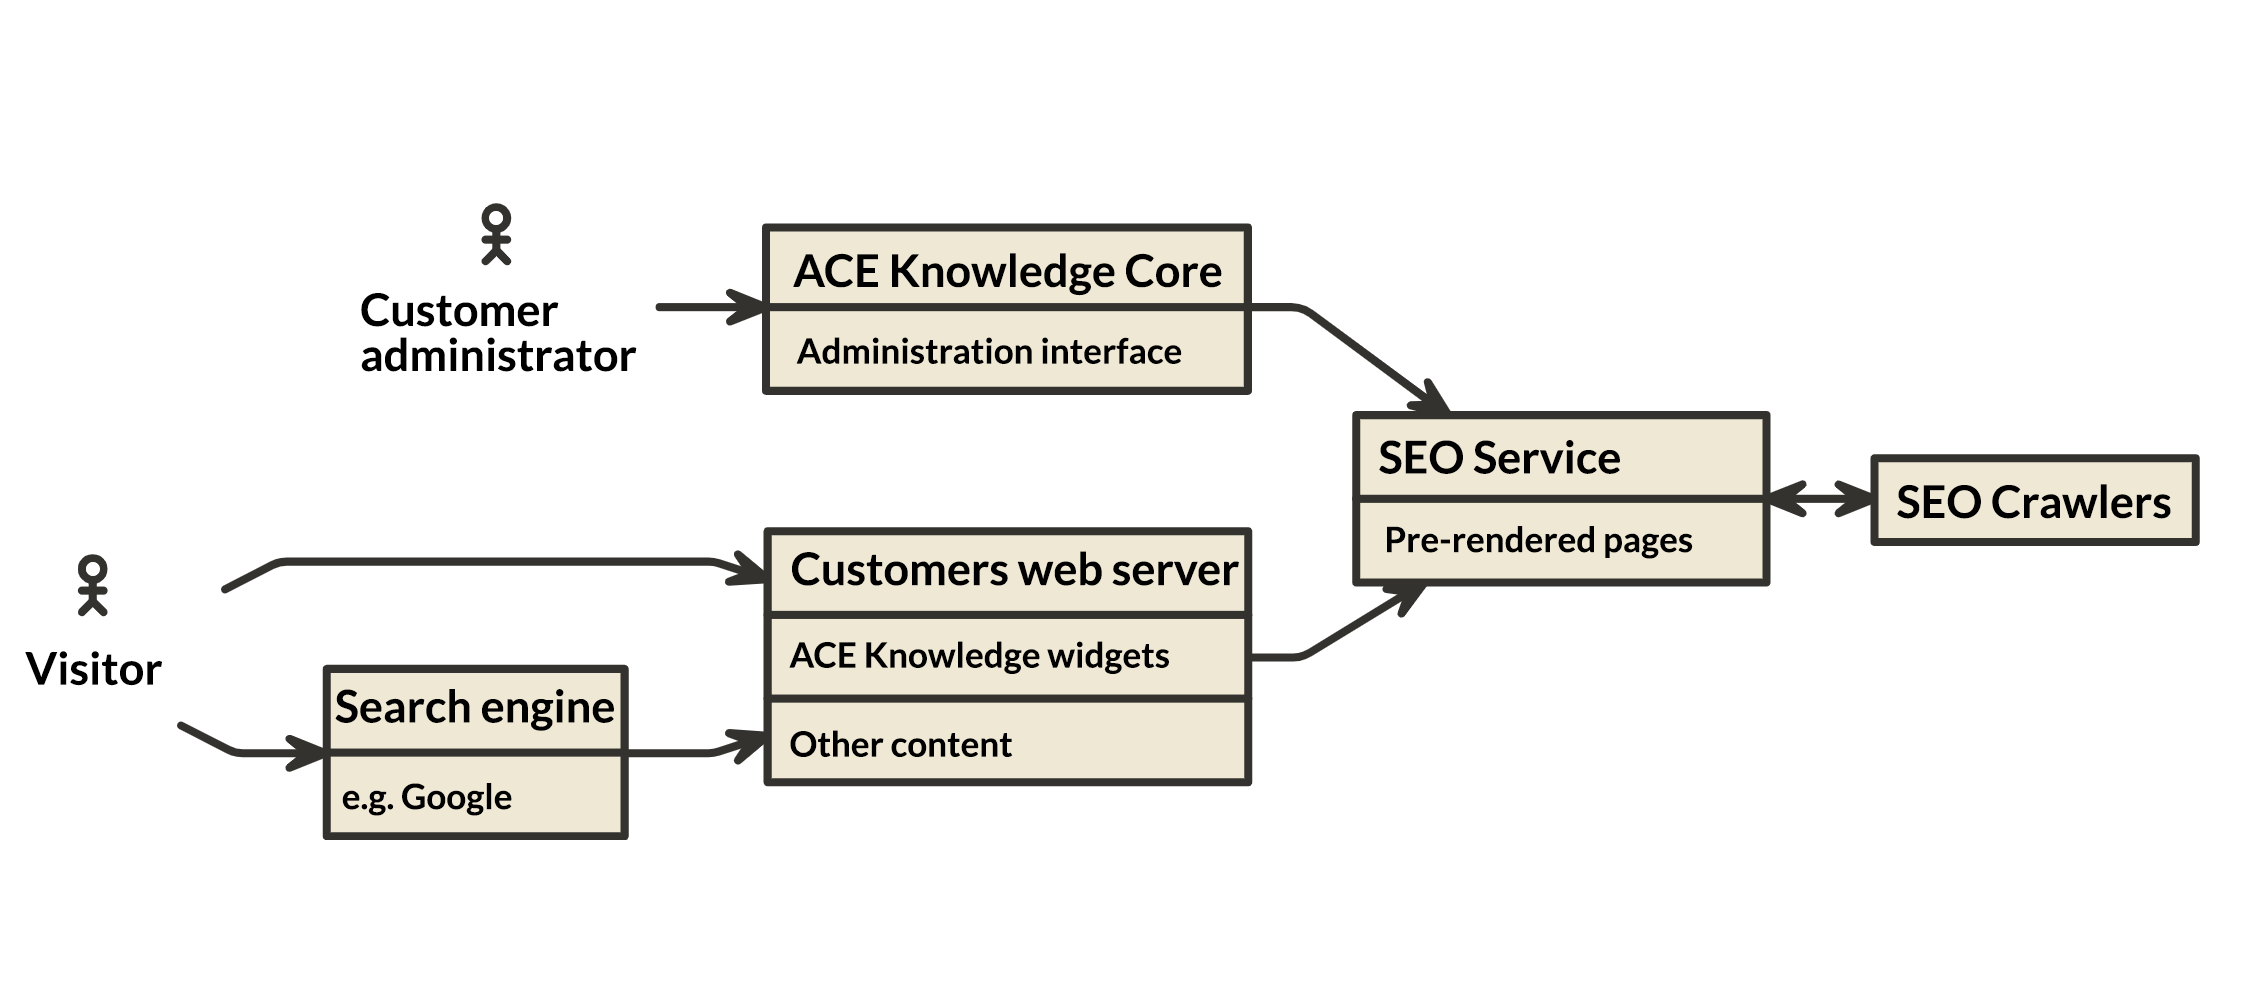 Customer
administrator
ACE Knowledge Core
Administration interface
SEO Service
Pre-rendered pages
SEO Crawlers
Visitor
Search engine
e.g. Google
Customers web server
ACE Knowledge widgets
Other content